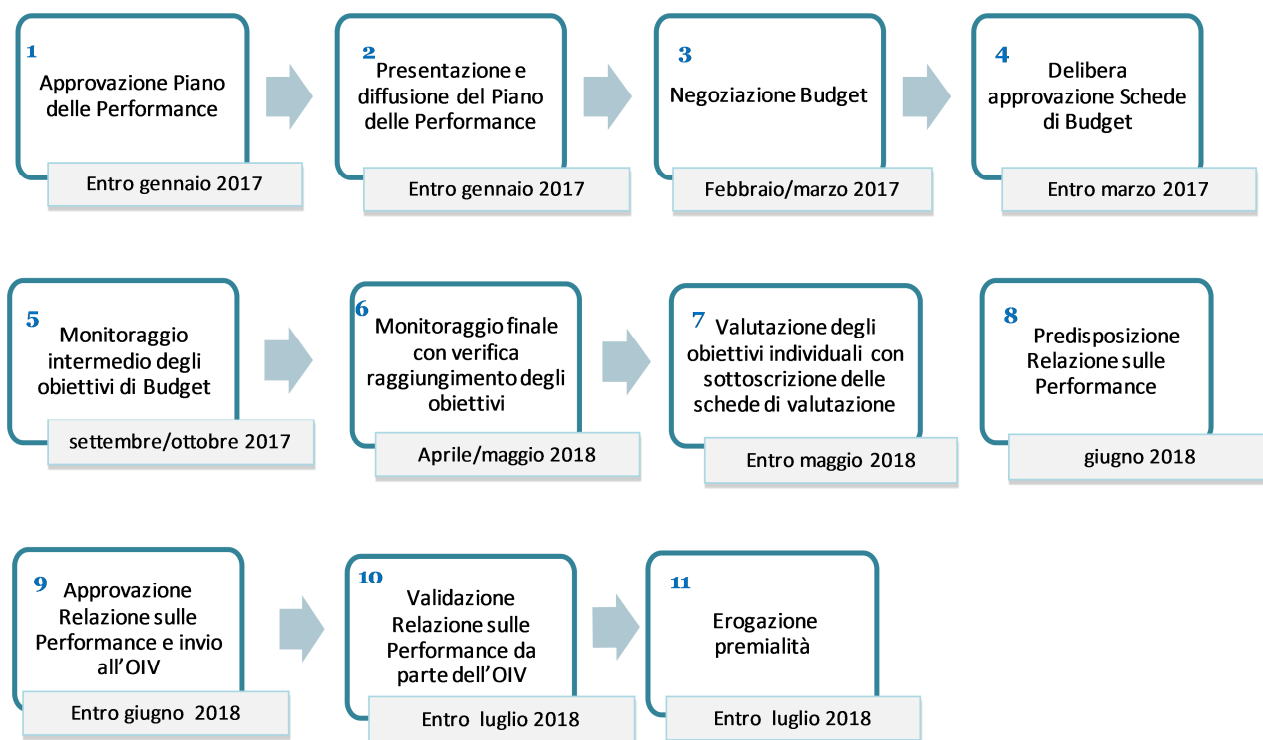 1
Approvazione Piano
delle Performance
Entro gennaio 2017
2
Presentazione e
diffusione del Piano
delle Performance
Entro gennaio 2017
3
Negoziazione Budget
Febbraio/marzo 2017
4
Delibera
approvazione Schede
di Budget
Entro marzo 2017
5
Monitoraggio
intermedio degli
obiettivi di Budget
settembre/ottobre 2017
6
Monitoraggio finale
con verifica
raggiungimento degli
obiettivi
Aprile/maggio 2018
7
Valutazione degli
obiettivi individuali con
sottoscrizione delle
schede di valutazione
Entro maggio 2018
8
Predisposizione
Relazione sulle
Performance
giugno 2018
9
Approvazione
Relazione sulle
Performance e invio
all'OIV
Entro giugno 2018
10
Validazione
Relazione sulle
Performance da
parte dell'OIV
Entro luglio 2018
11
Erogazione
premialità
Entro luglio 2018